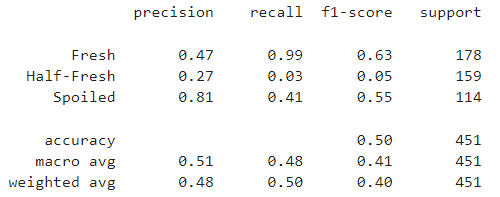 precision recall f1-score support
Fresh 0.47 0.99 0.63 178
Half-Fresh 0.27 0.03 0.05 159
Spoiled 0.81 0.41 0.55 114
accuracy 0.50 451
macro avg 0.51 0.48 0.41 451
weighted avg 0.48 0.50 0.40 451